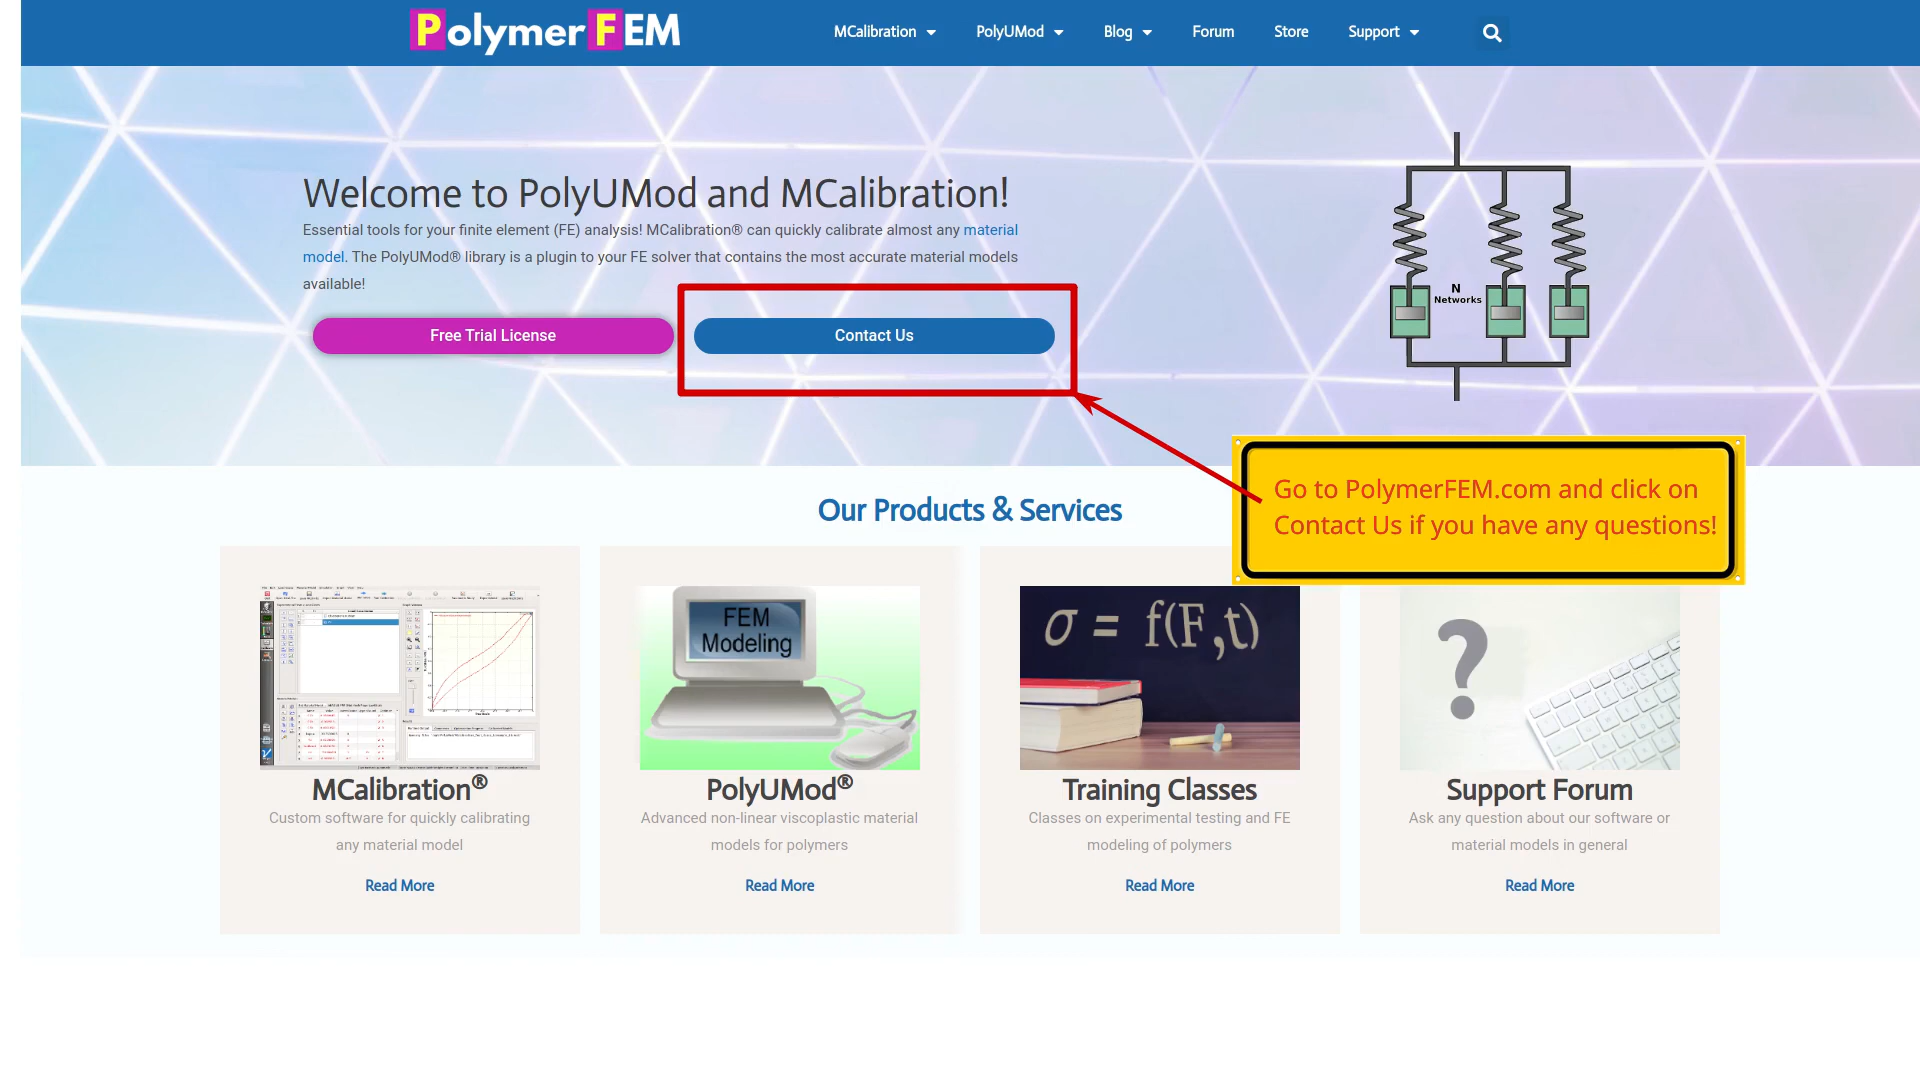 PolymerFEM
MCalibration
PolyUMod
Blog
Forum
Store
Support
Welcome to PolyUMod and MCalibration!
Essential tools for your finite element (FE) analysis! MCalibration® can quickly calibrate almost any material
model. The PolyUMod® library is a plugin to your FE solver that contains the most accurate material models
available!
Free Trial License
Contact Us
N
Networks
Go to PolymerFEM.com and click on
Contact Us if you have any questions!
Our Products & Services
FEM
Modeling
σ = f(F,t)
?
MCalibration®
Custom software for quickly calibrating
any material model
Read More
PolyUMod®
Advanced non-linear viscoplastic material
models for polymers
Read More
Training Classes
Classes on experimental testing and FE
modeling of polymers
Read More
Support Forum
Ask any question about our software or
material models in general
Read More